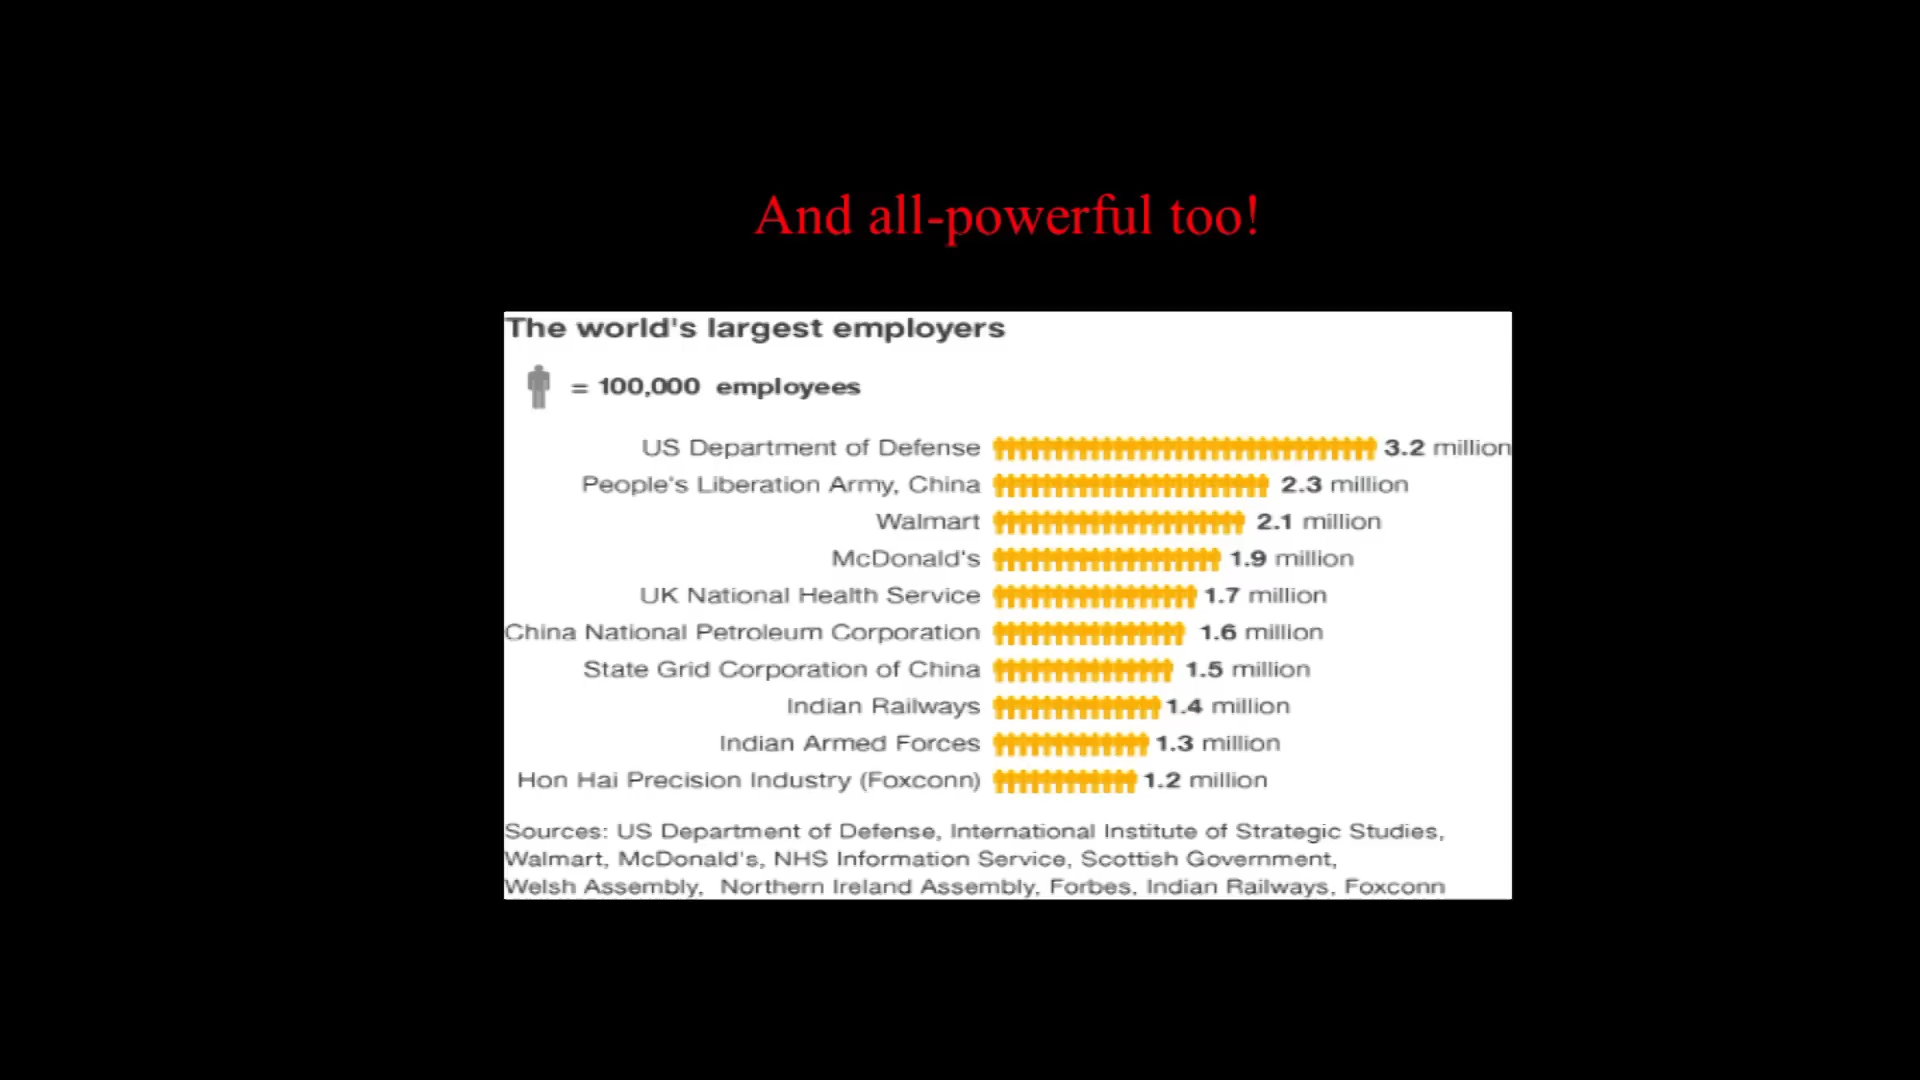 And all-powerful too!
The world's largest employers
= 100,000 employees
US Department of Defense 3.2 million
People's Liberation Army, China 2.3 million
Walmart 2.1 million
McDonald's 1.9 million
UK National Health Service 1.7 million
China National Petroleum Corporation 1.6 million
State Grid Corporation of China 1.5 million
Indian Railways 1.4 million
Indian Armed Forces 1.3 million
Hon Hai Precision Industry (Foxconn) 1.2 million
Sources: US Department of Defense, International Institute of Strategic Studies,
Walmart, McDonald's, NHS Information Service, Scottish Government,
Welsh Assembly, Northern Ireland Assembly, Forbes, Indian Railways, Foxconn